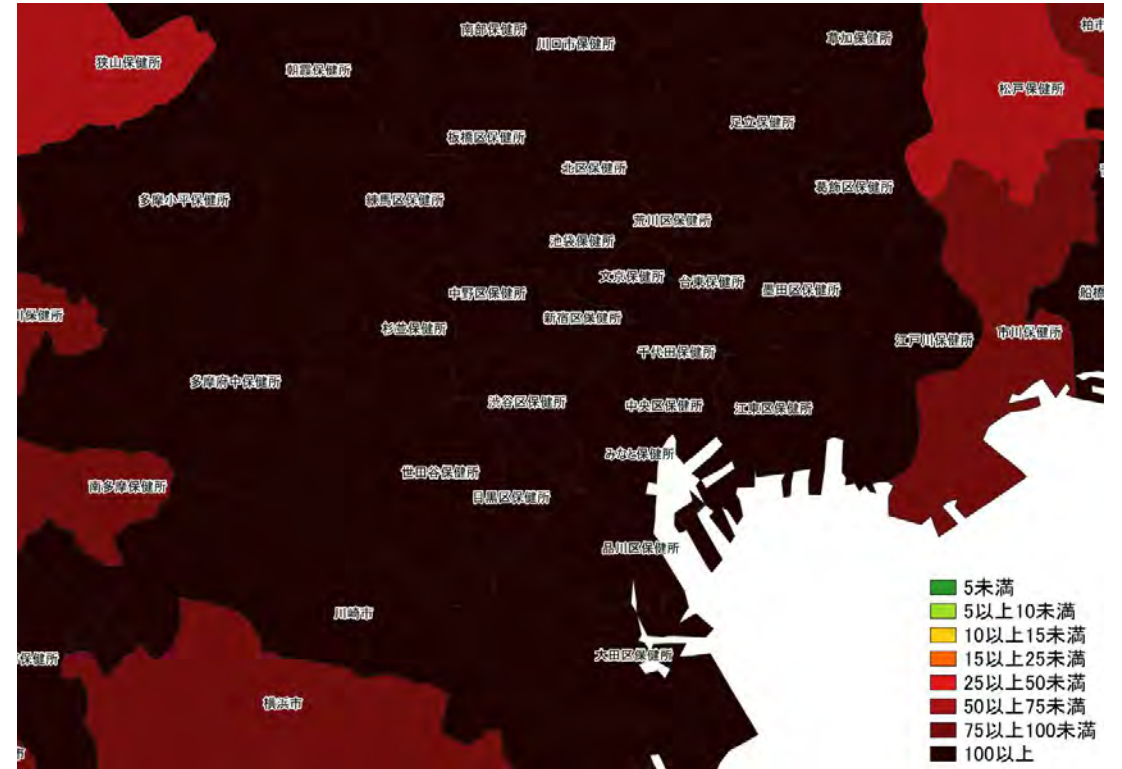 南部保健所
川口市保健所
草加保健所
柏市
狭山保健所
朝霞保健所
松戸保健所
足立保健所
板橋区保健所
北区保健所
葛飾区保健所
多摩小平保健所
練馬区保健所
荒川区保健所
池袋保健所
文京保健所
台東保健所
墨田区保健所
中野区保健所
船橋
川保健所
新宿区保健所
杉並保健所
市川保健所
江戸川保健所
千代田保健所
多摩府中保健所
渋谷区保健所
中央区保健所
江東区保健所
みなと保健所
世田谷保健所
南多摩保健所
目黒区保健所
品川区保健所
川崎市
大田区保健所
保健所
横浜市
市
5未満
5以上10未満
10以上15未満
15以上25未満
25以上50未満
50以上75未満
75以上100未満
100以上